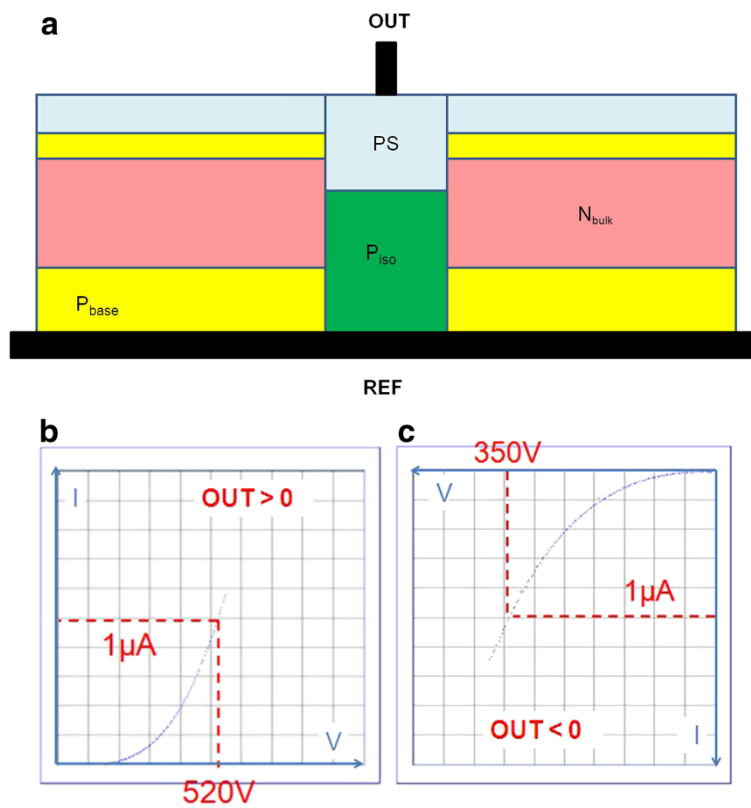 a
OUT
PS
Nbulk
Piso
Pbase
REF
b
c
350V
I
OUT > 0
V
1µA
1µA
V
OUT < 0
I
520V